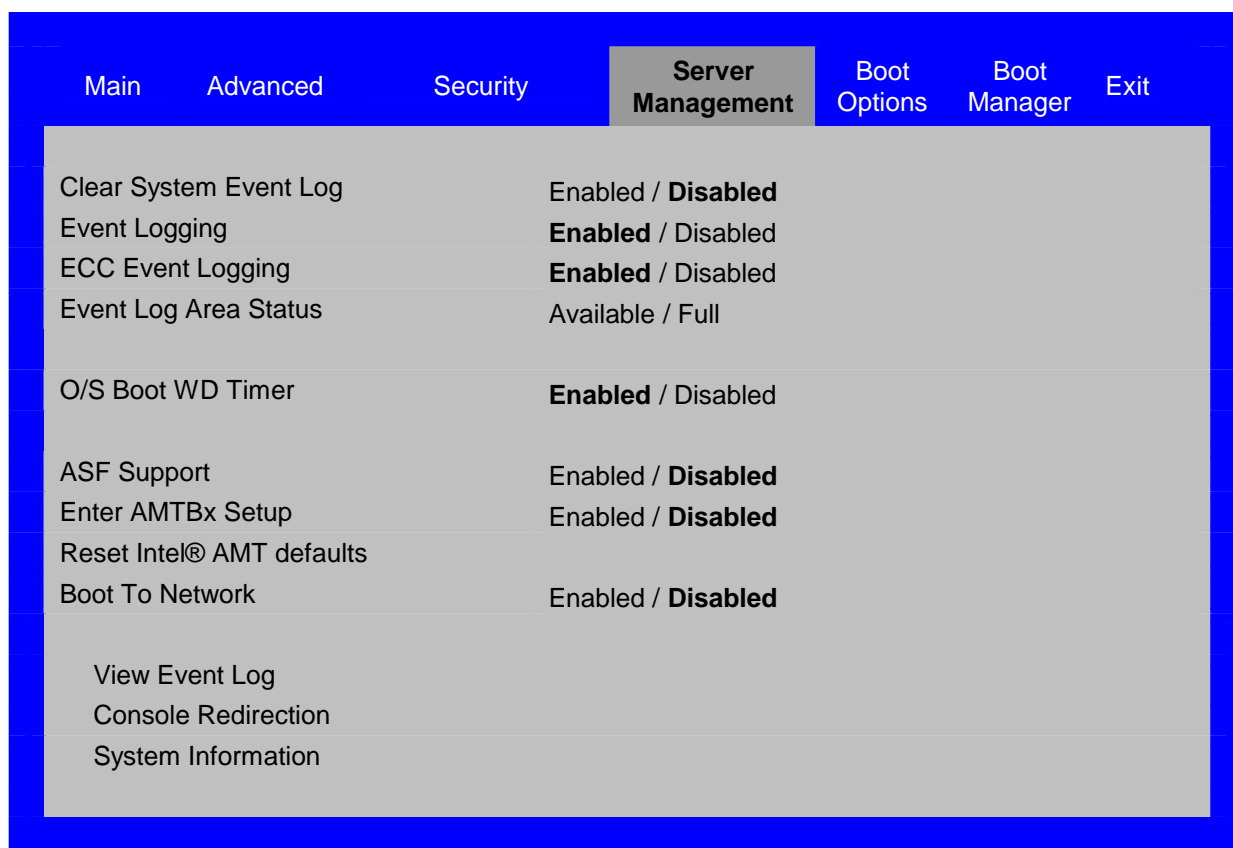 Main Advanced Security Server Management Boot Options Boot Manager Exit
Clear System Event Log Enabled / Disabled
Event Logging Enabled / Disabled
ECC Event Logging Enabled / Disabled
Event Log Area Status Available / Full
O/S Boot WD Timer Enabled / Disabled
ASF Support Enabled / Disabled
Enter AMTBx Setup Enabled / Disabled
Reset Intel® AMT defaults
Boot To Network Enabled / Disabled
View Event Log
Console Redirection
System Information